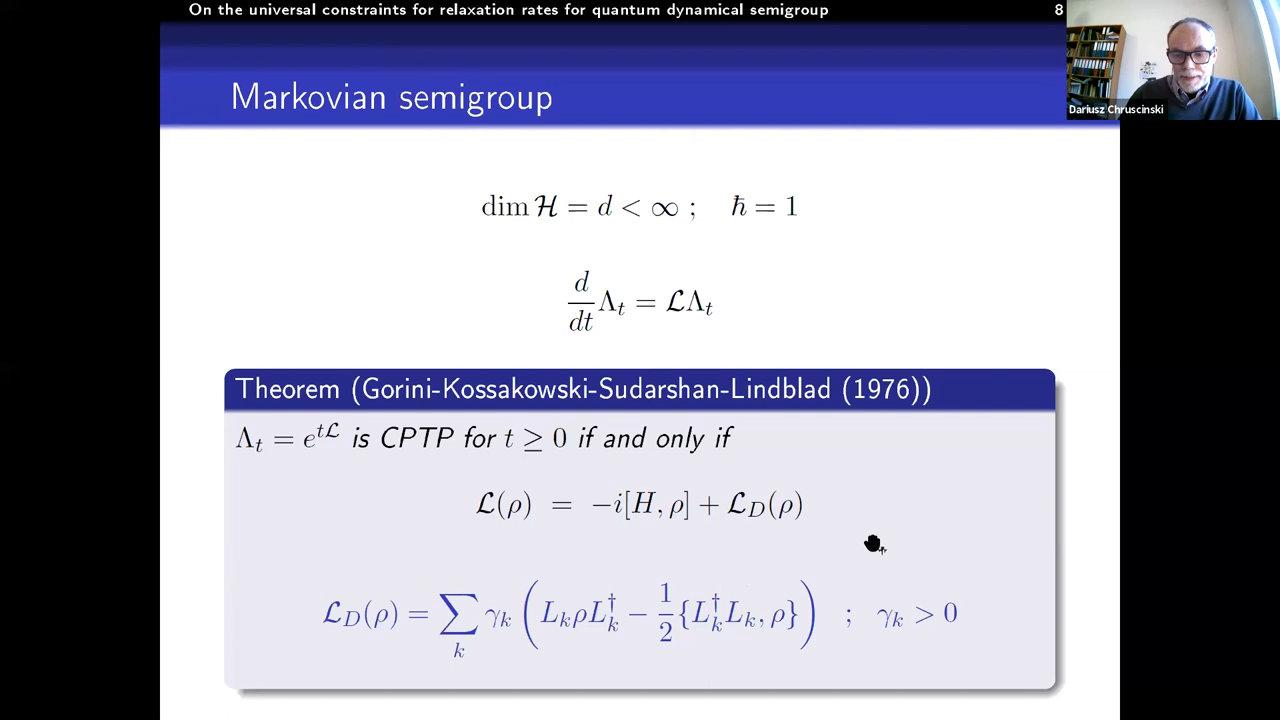 On the universal constraints for relaxation rates for quantum dynamical semigroup 8
Dariusz Chruscinski
Markovian semigroup
dim ℋ = d < ∞ ; ħ = 1
d/dt Λ_t = ℒΛ_t
Theorem (Gorini-Kossakowski-Sudarshan-Lindblad (1976))
Λ_t = e^{tℒ} is CPTP for t ≥ 0 if and only if
ℒ(ρ) = −i[H, ρ] + ℒ_D(ρ)
ℒ_D(ρ) = ∑_k γ_k ( L_k ρ L_k^† − 1/2 {L_k^† L_k, ρ} ) ; γ_k > 0